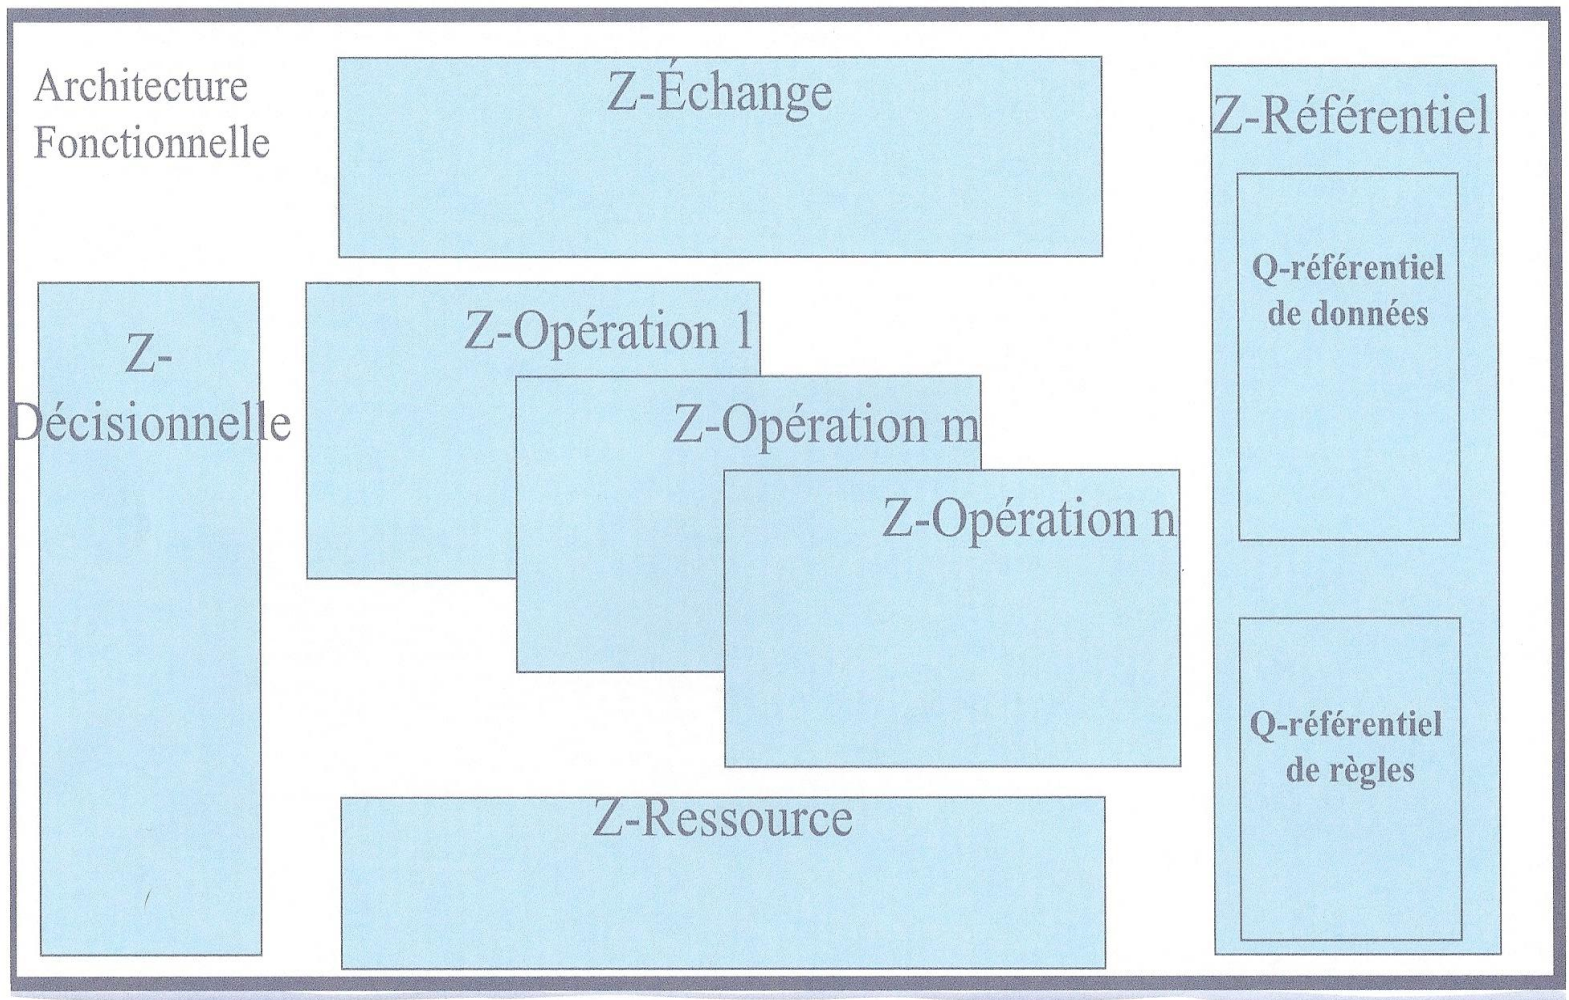 Architecture
Fonctionnelle
Z-Échange
Z-Référentiel
Q-référentiel
de données
Z-
Décisionnelle
Z-Opération 1
Z-Opération m
Z-Opération n
Q-référentiel
de règles
Z-Ressource